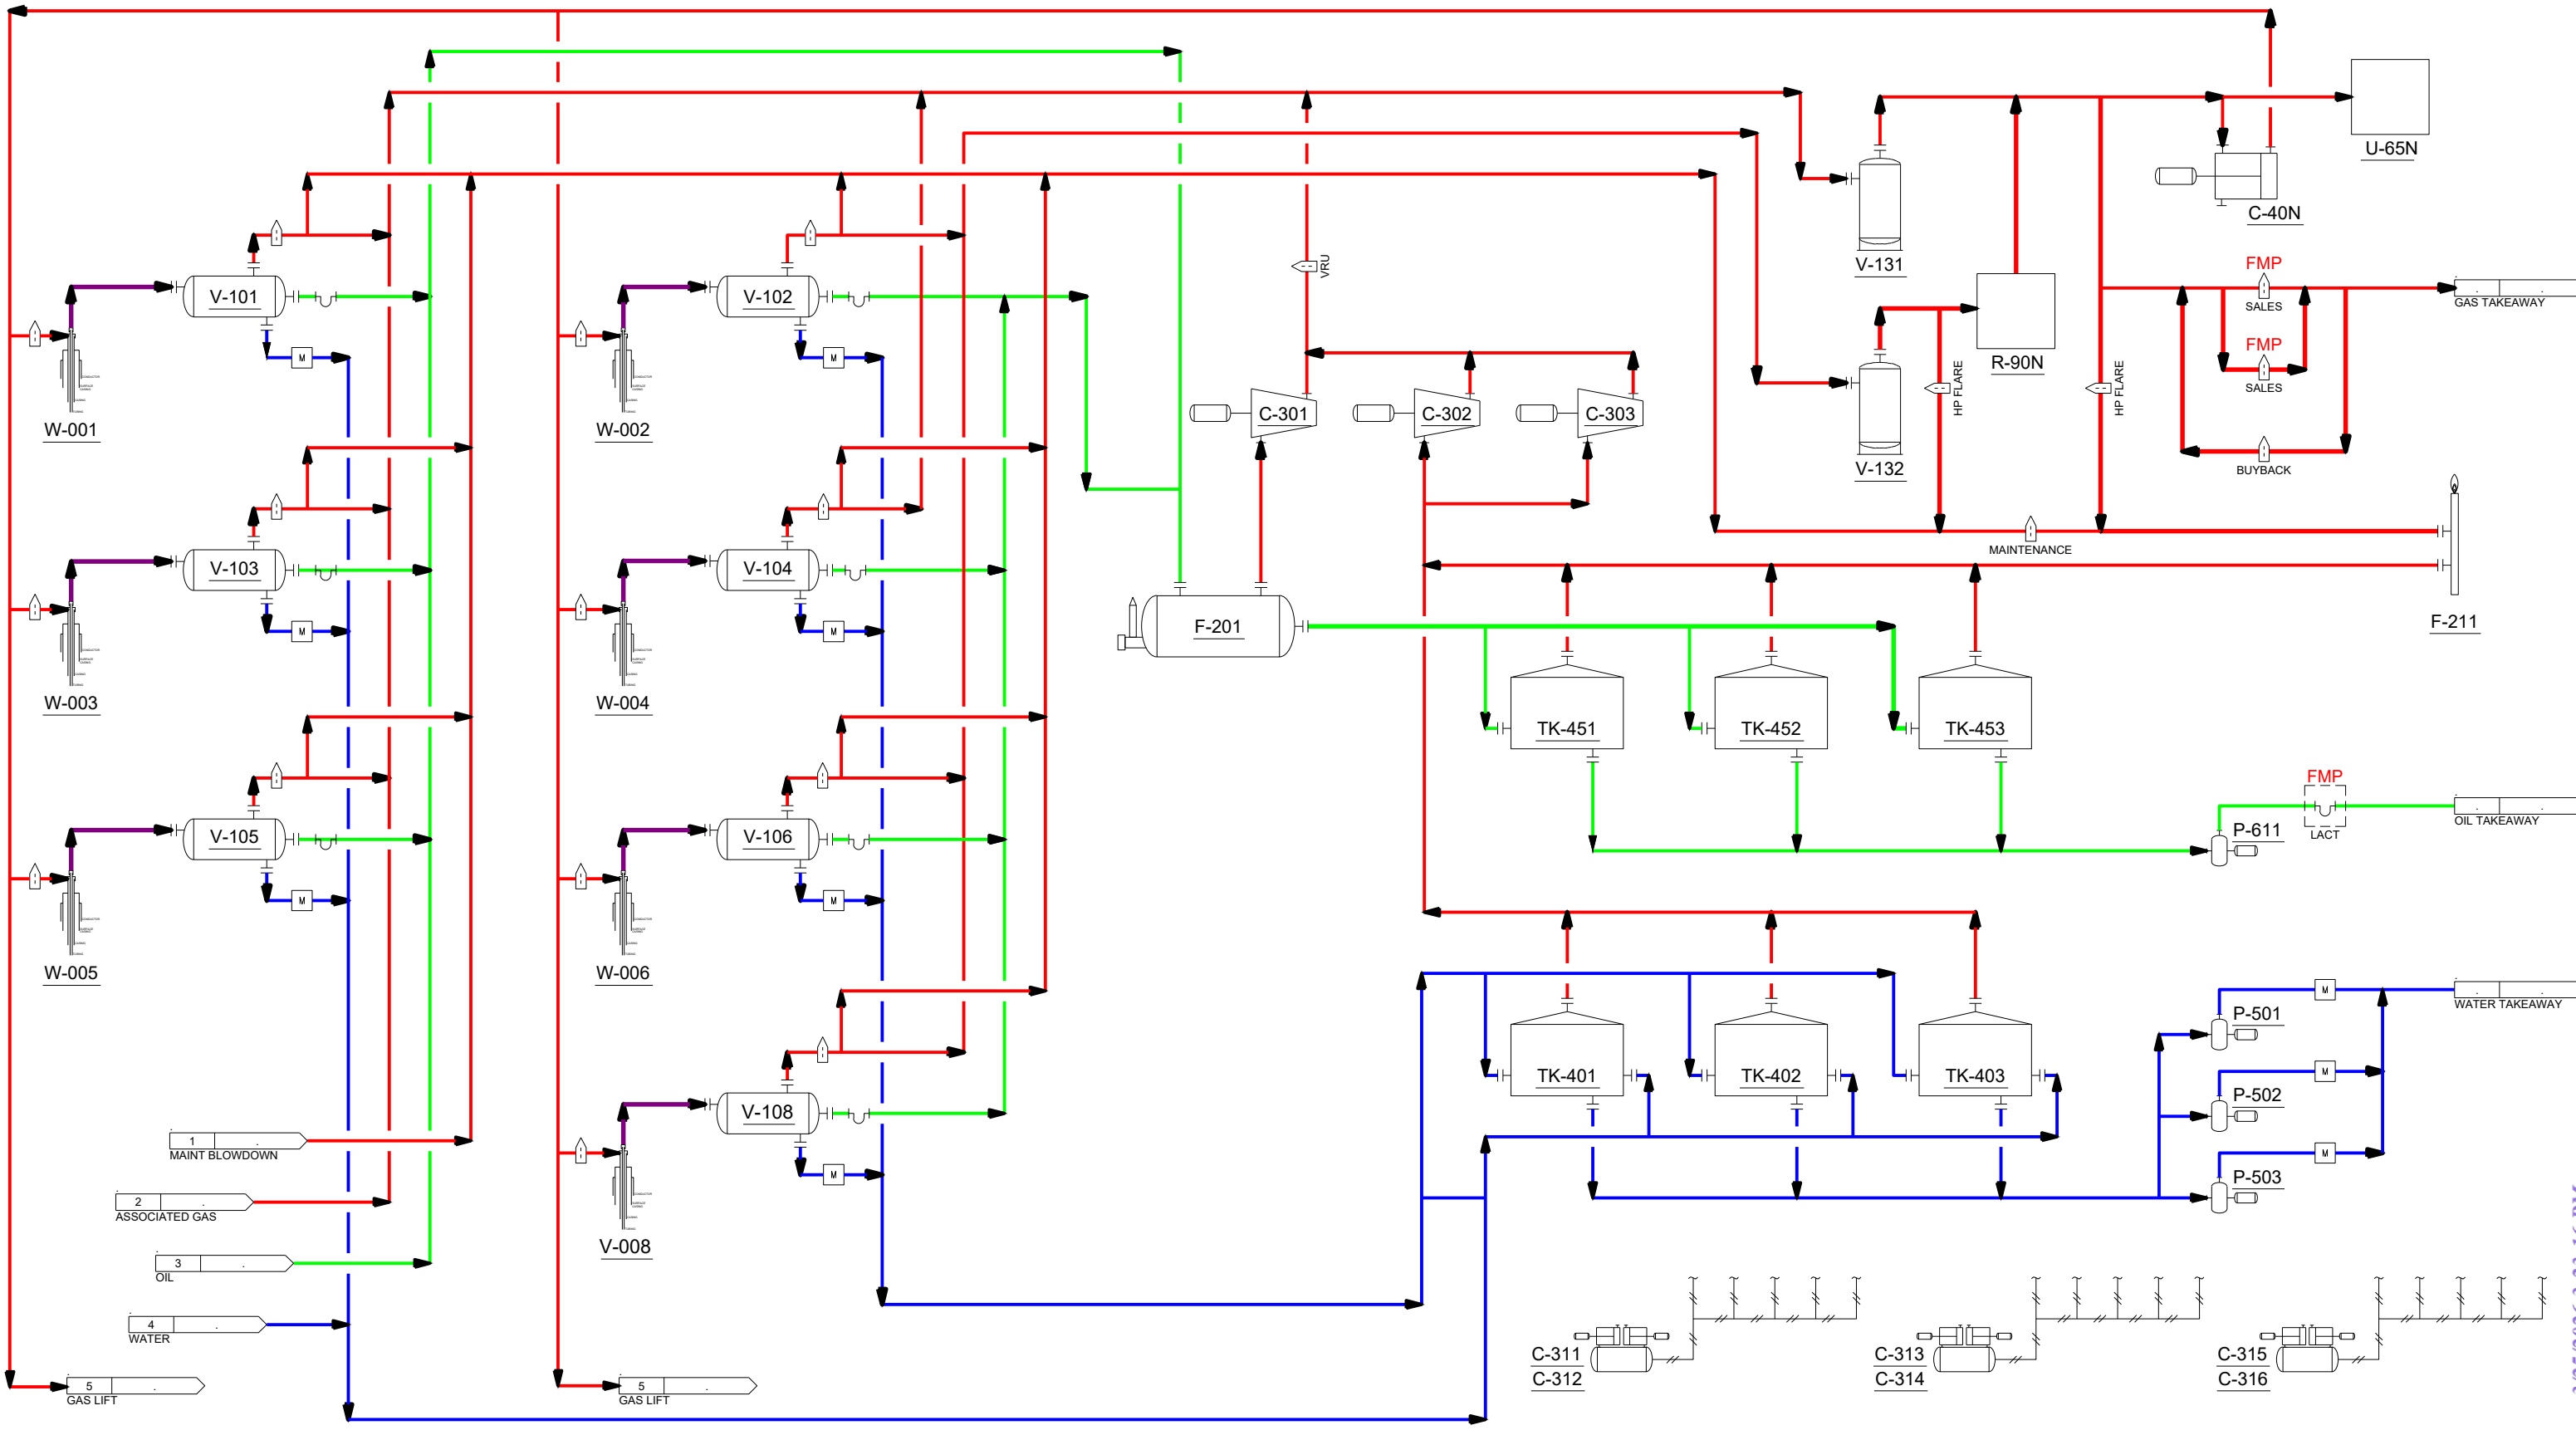 U-65N
C-40N
V-131
FMP
SALES
GAS TAKEAWAY
VRU
V-101
V-102
HP FLARE
HP FLARE
R-90N
FMP
SALES
M
M
C-301
C-302
C-303
W-001
W-002
V-132
BUYBACK
MAINTENANCE
V-103
V-104
F-201
F-211
M
M
W-003
W-004
TK-451
TK-452
TK-453
FMP
LACT
OIL TAKEAWAY
P-611
V-105
V-106
M
M
W-005
W-006
M
WATER TAKEAWAY
P-501
M
P-502
TK-401
TK-402
TK-403
V-108
M
P-503
M
1
MAINT BLOWDOWN
2
ASSOCIATED GAS
V-008
3
OIL
4
WATER
5
GAS LIFT
5
GAS LIFT
C-311
C-312
C-313
C-314
C-315
C-316